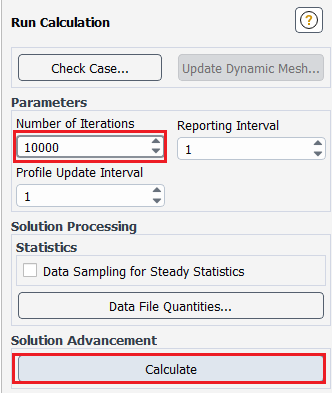 Run Calculation
?
Check Case...
Update Dynamic Mesh...
Parameters
Number of Iterations
Reporting Interval
10000
1
Profile Update Interval
1
Solution Processing
Statistics
Data Sampling for Steady Statistics
Data File Quantities...
Solution Advancement
Calculate